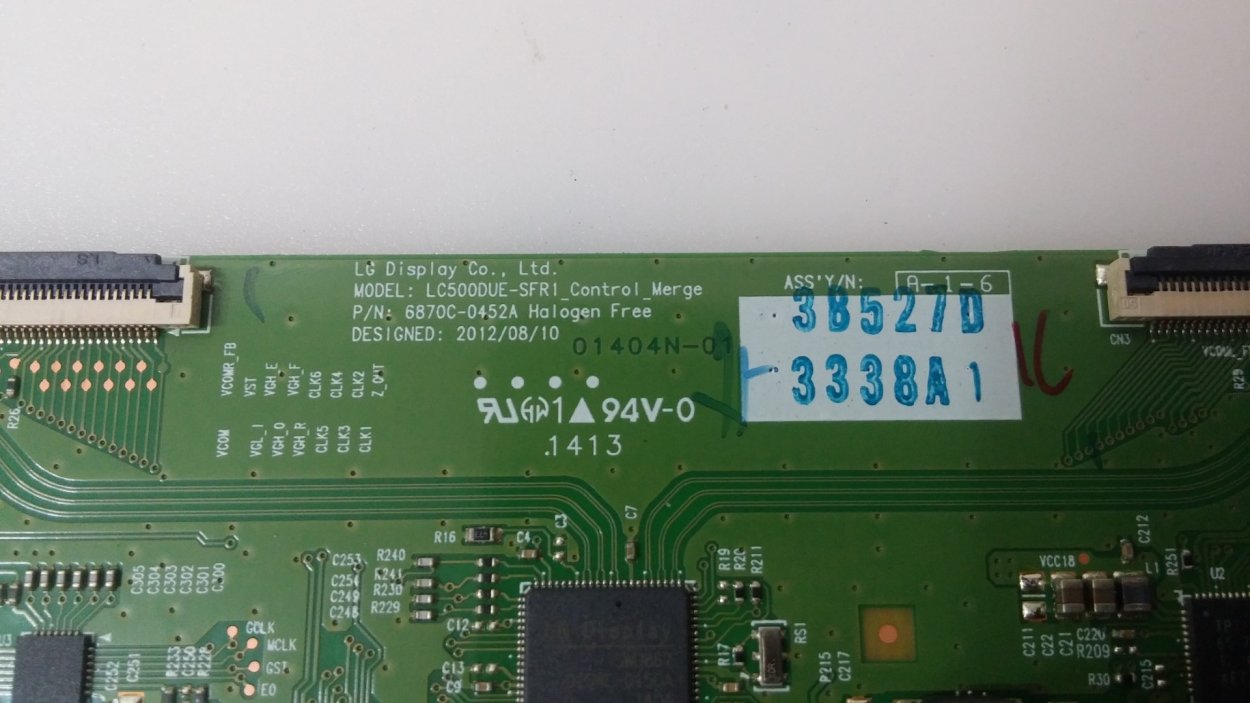 LG Display Co., Ltd.
MODEL: LC500DUE-SFR1_Control_Merge
P/N: 6870C-0452A Halogen Free
DESIGNED: 2012/08/10
01404N-01
ASS'Y/N: A-1-6
38527D
3338A1
94V-0
.1413
CN3
VCOMR_FB
VST
VGH_E
VGH_F
CLK6
CLK4
CLK2
Z_OUT
VCOM
VGL_I
VGH_O
VGH_R
CLK5
CLK3
CLK1
R26
R29
R16
C4
C3
C7
R240
R241
R230
R229
C12
C13
C9
C253
C254
C249
C248
C305
C304
C303
C302
C301
C300
GCLK
MCLK
GST
EO
C252
C251
R233
C250
R19
R20
R211
R17
RS1
P215
C217
VCC18
C212
L1
R251
U2
C211
C22
C21
C220
R209
R30
C215
LG Display